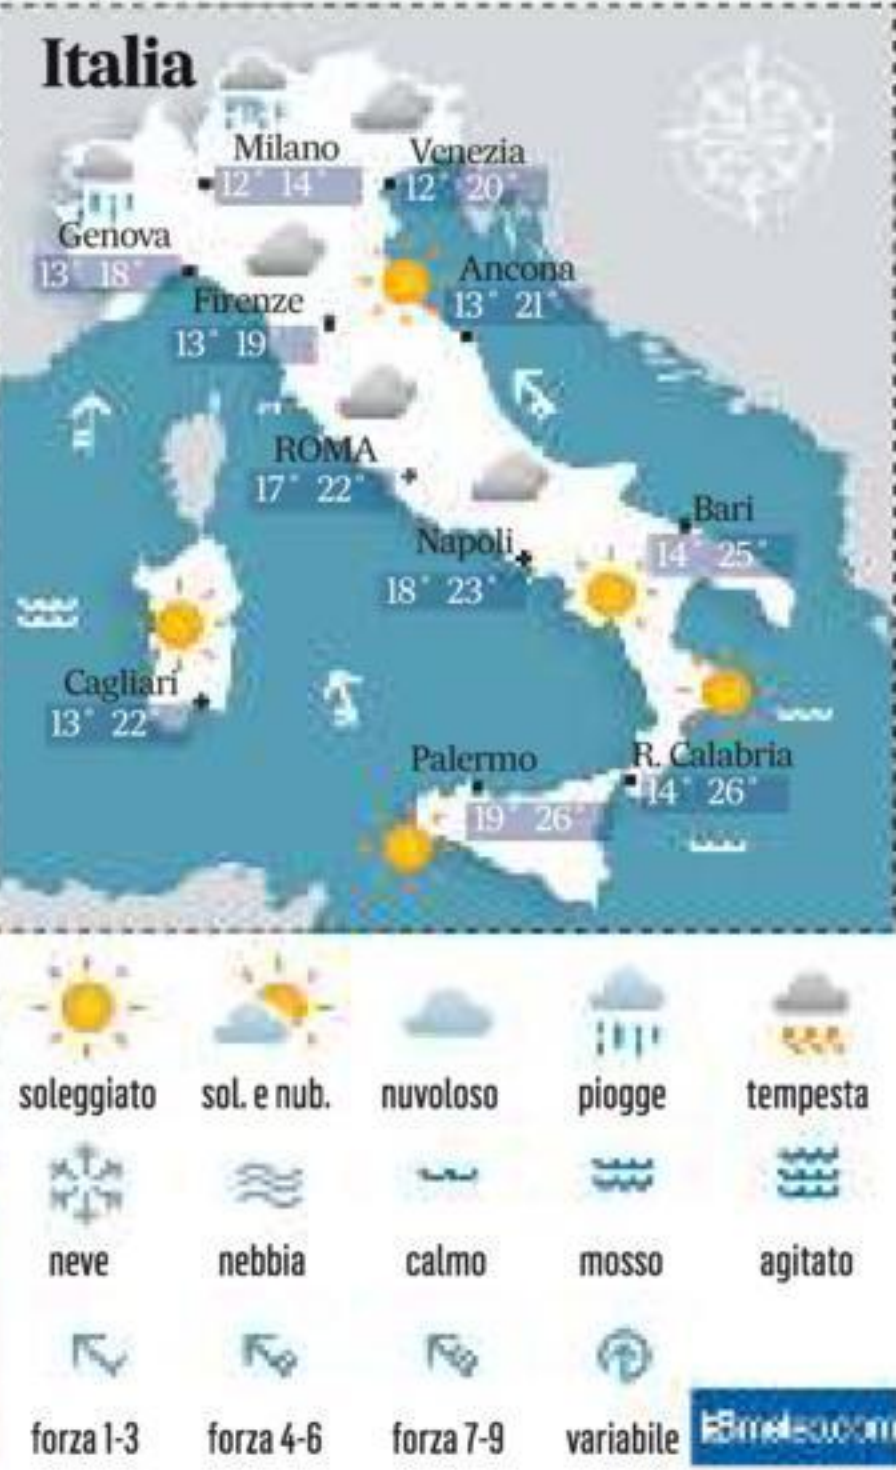 Italia
Milano
12° 14°
Venezia
12° 20°
Genova
13° 18°
Ancona
13° 21°
Firenze
13° 19
ROMA
17° 22°
Bari
14° 25°
Napoli
18° 23°
Cagliari
13° 22°
Palermo
19° 26°
R. Calabria
14° 26°
soleggiato sol. e nub. nuvoloso piogge tempesta
neve nebbia calmo mosso agitato
forza 1-3 forza 4-6 forza 7-9 variabile